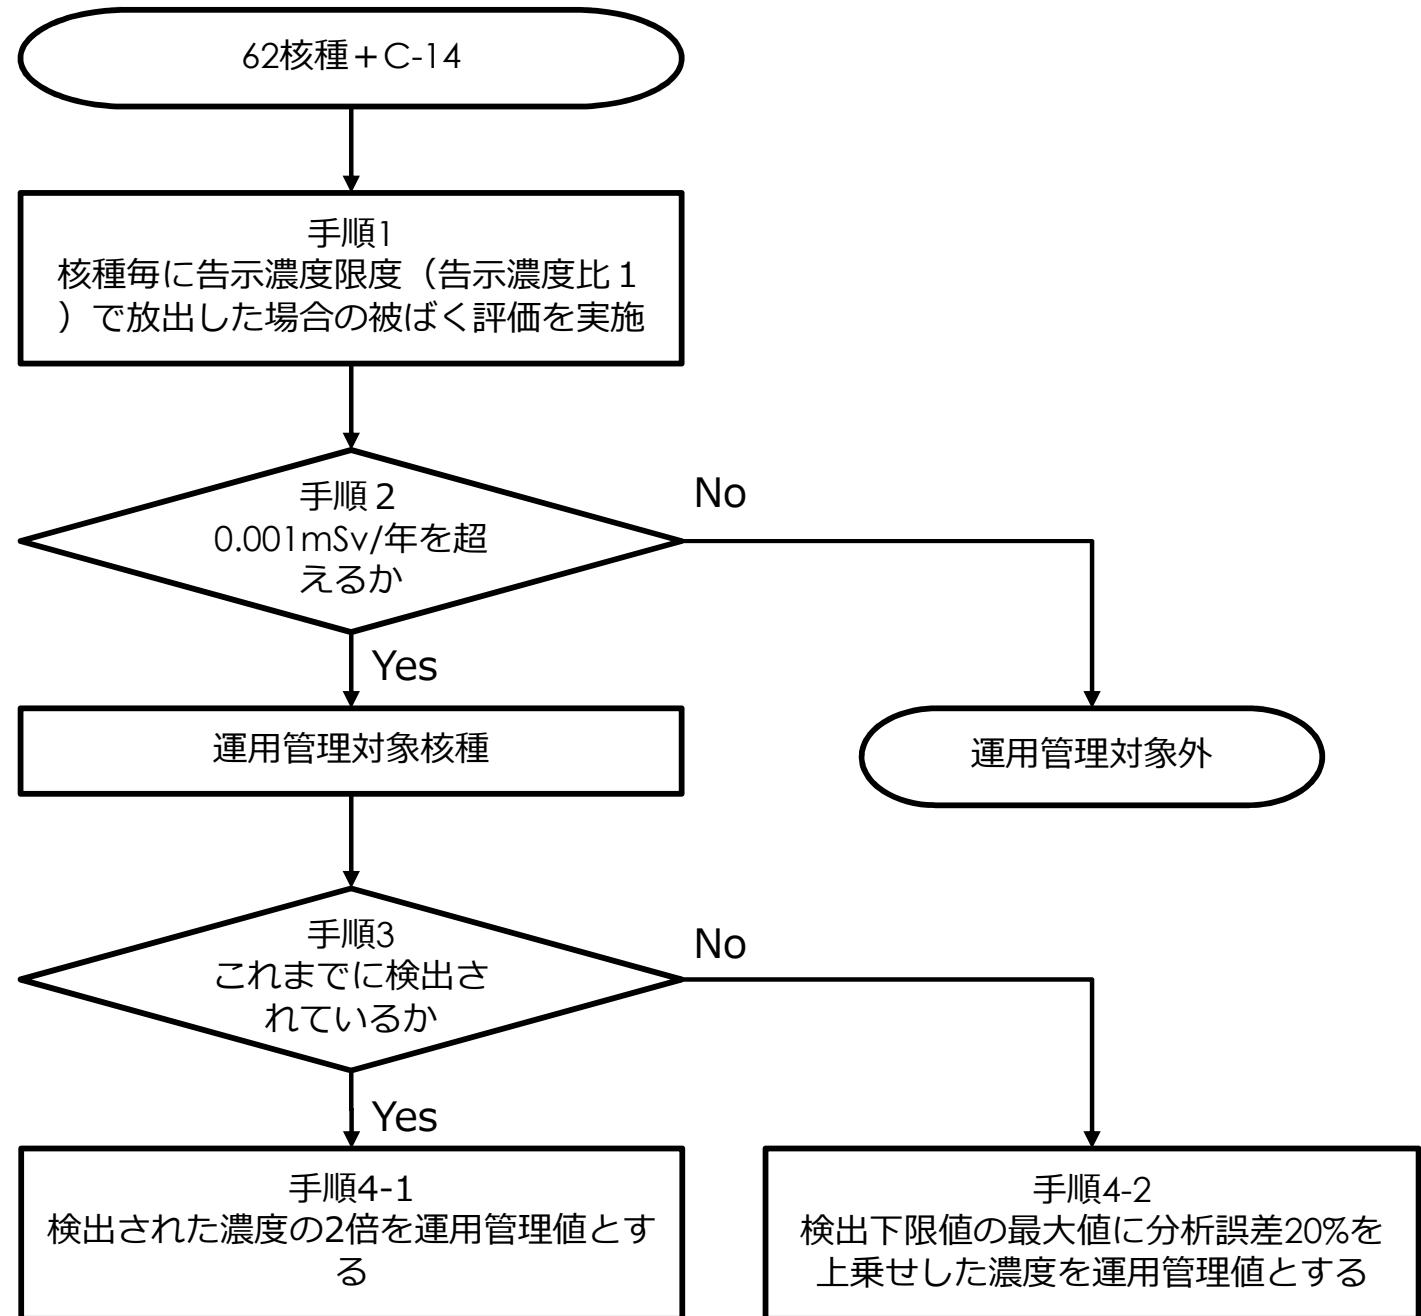 62核種＋C-14
手順1
核種毎に告示濃度限度（告示濃度比１
）で放出した場合の被ばく評価を実施
手順２
0.001mSv/年を超
えるか
No
Yes
運用管理対象核種
運用管理対象外
手順3
これまでに検出さ
れているか
No
Yes
手順4-1
検出された濃度の2倍を運用管理値とす
る
手順4-2
検出下限値の最大値に分析誤差20%を
上乗せした濃度を運用管理値とする